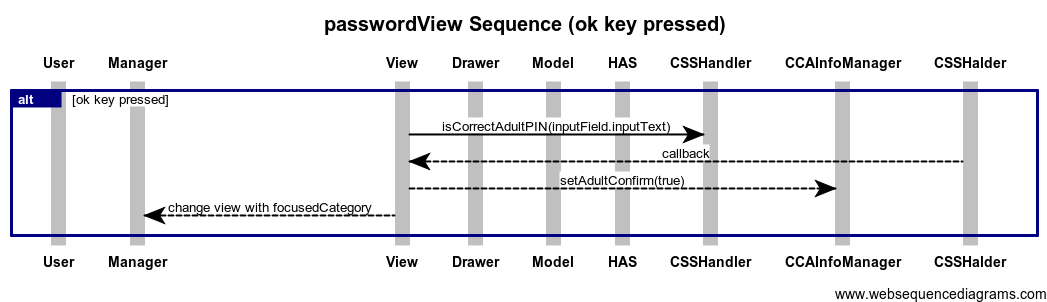 passwordView Sequence (ok key pressed)
User Manager View Drawer Model HAS CSSHandler CCAInfoManager CSSHalder
alt [ok key pressed]
isCorrectAdultPIN(inputField.inputText)
callback
setAdultConfirm(true)
change view with focusedCategory
User Manager View Drawer Model HAS CSSHandler CCAInfoManager CSSHalder
www.websequencediagrams.com